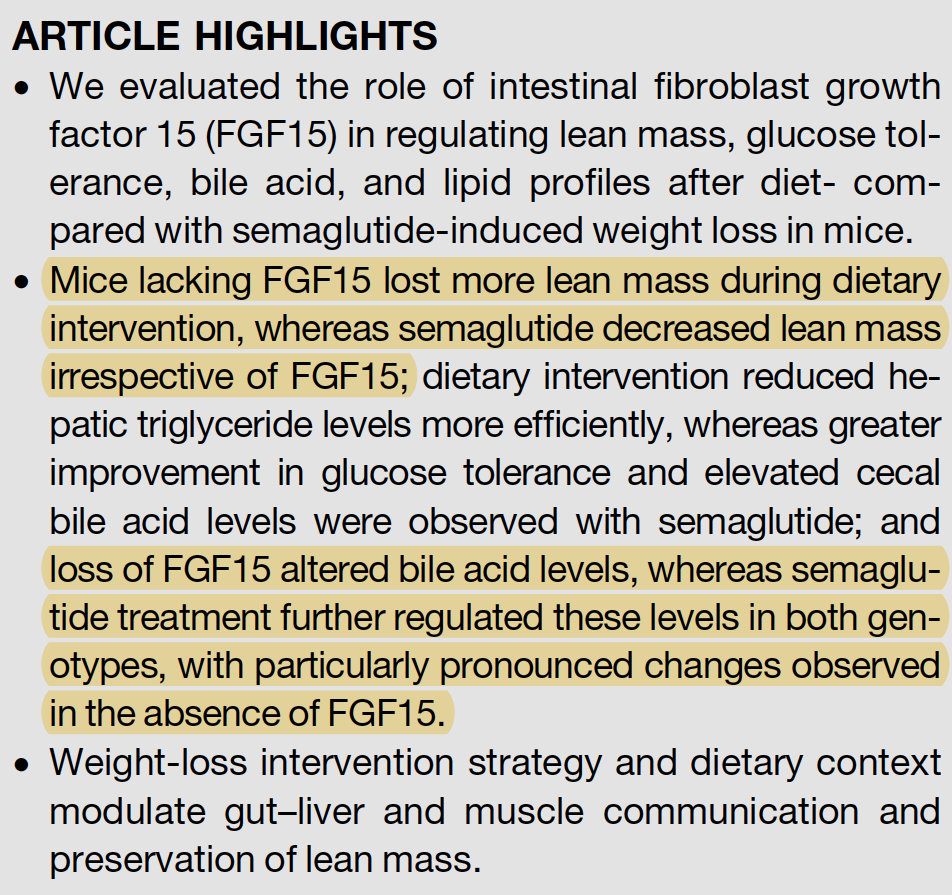 ARTICLE HIGHLIGHTS
• We evaluated the role of intestinal fibroblast growth
factor 15 (FGF15) in regulating lean mass, glucose tol-
erance, bile acid, and lipid profiles after diet- com-
pared with semaglutide-induced weight loss in mice.
• Mice lacking FGF15 lost more lean mass during dietary
intervention, whereas semaglutide decreased lean mass
irrespective of FGF15; dietary intervention reduced he-
patic triglyceride levels more efficiently, whereas greater
improvement in glucose tolerance and elevated cecal
bile acid levels were observed with semaglutide; and
loss of FGF15 altered bile acid levels, whereas semaglu-
tide treatment further regulated these levels in both gen-
otypes, with particularly pronounced changes observed
in the absence of FGF15.
• Weight-loss intervention strategy and dietary context
modulate gut–liver and muscle communication and
preservation of lean mass.